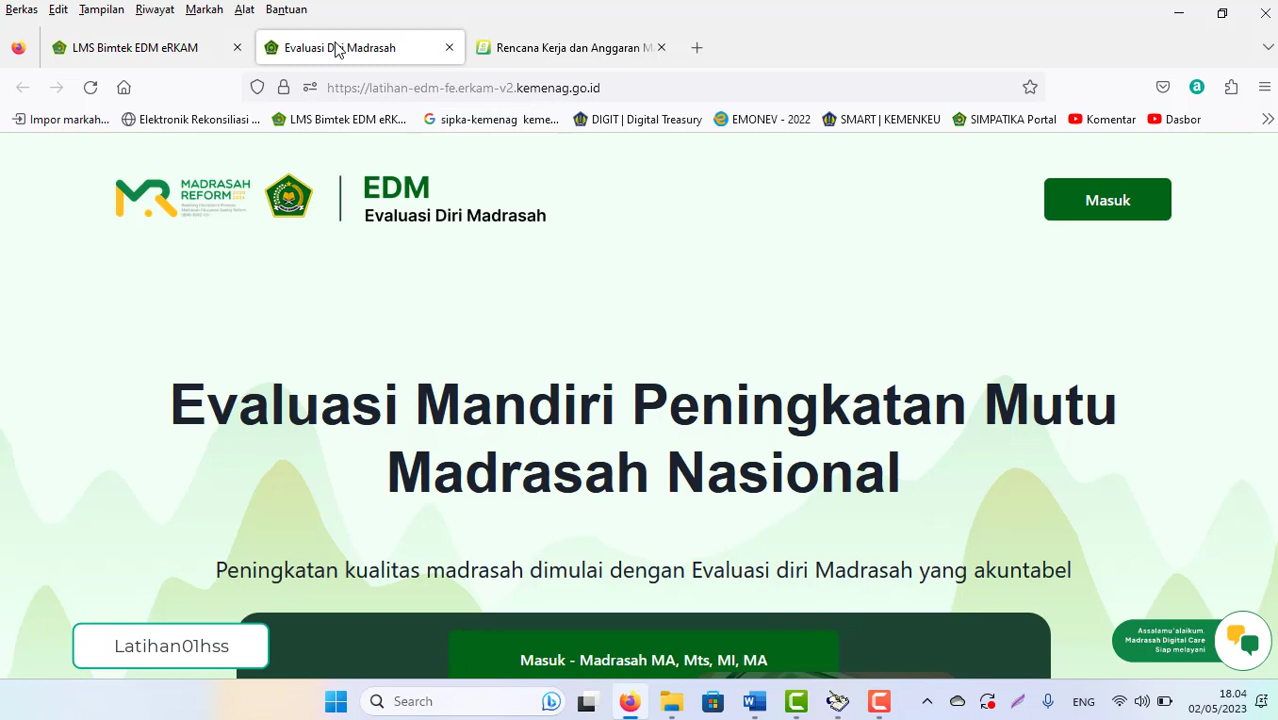 Berkas Edit Tampilan Riwayat Markah Alat Bantuan
LMS Bimtek EDM eRKAM
Evaluasi Diri Madrasah
Rencana Kerja dan Anggaran M
https://latihan-edm-fe.erkam-v2.kemenag.go.id
Impor markah... Elektronik Rekonsiliasi ... LMS Bimtek EDM eRK... sipka-kemenag keme... DIGIT | Digital Treasury EMONEV - 2022 SMART | KEMENKEU SIMPATIKA Portal Komentar Dasbor
MADRASAH
REFORM
EDM
Evaluasi Diri Madrasah
Masuk
Evaluasi Mandiri Peningkatan Mutu
Madrasah Nasional
Peningkatan kualitas madrasah dimulai dengan Evaluasi diri Madrasah yang akuntabel
Latihan01hss
Masuk - Madrasah MA, Mts, MI, MA
Assalamu'alaikum,
Madrasah Digital Care
Siap melayani
Search
ENG
18.04
02/05/2023